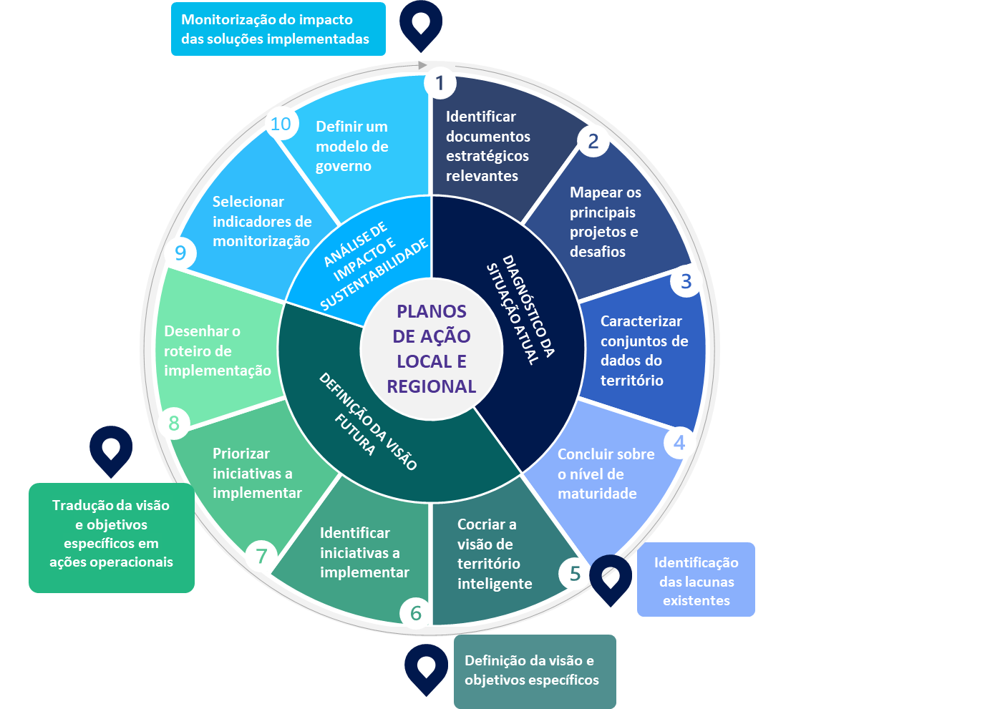 Monitorização do impacto
das soluções implementadas
1
Identificar
documentos
estratégicos
relevantes
2
Mapear os
principais
projetos e
desafios
3
Caracterizar
conjuntos de
dados do
território
4
Concluir sobre
o nível de
maturidade
5
Cocriar a
visão de
território
inteligente
6
Identificar
iniciativas a
implementar
7
Priorizar
iniciativas a
implementar
8
Desenhar o
roteiro de
implementação
9
Selecionar
indicadores de
monitorização
10
Definir um
modelo de
governo
DIAGNÓSTICO DA
SITUAÇÃO ATUAL
DEFINIÇÃO DA VISÃO
FUTURA
ANÁLISE DE
IMPACTO E
SUSTENTABILIDADE
PLANOS
DE AÇÃO
LOCAL E
REGIONAL
Identificação
das lacunas
existentes
Definição da visão e
objetivos específicos
Tradução da visão
e objetivos
específicos em
ações operacionais